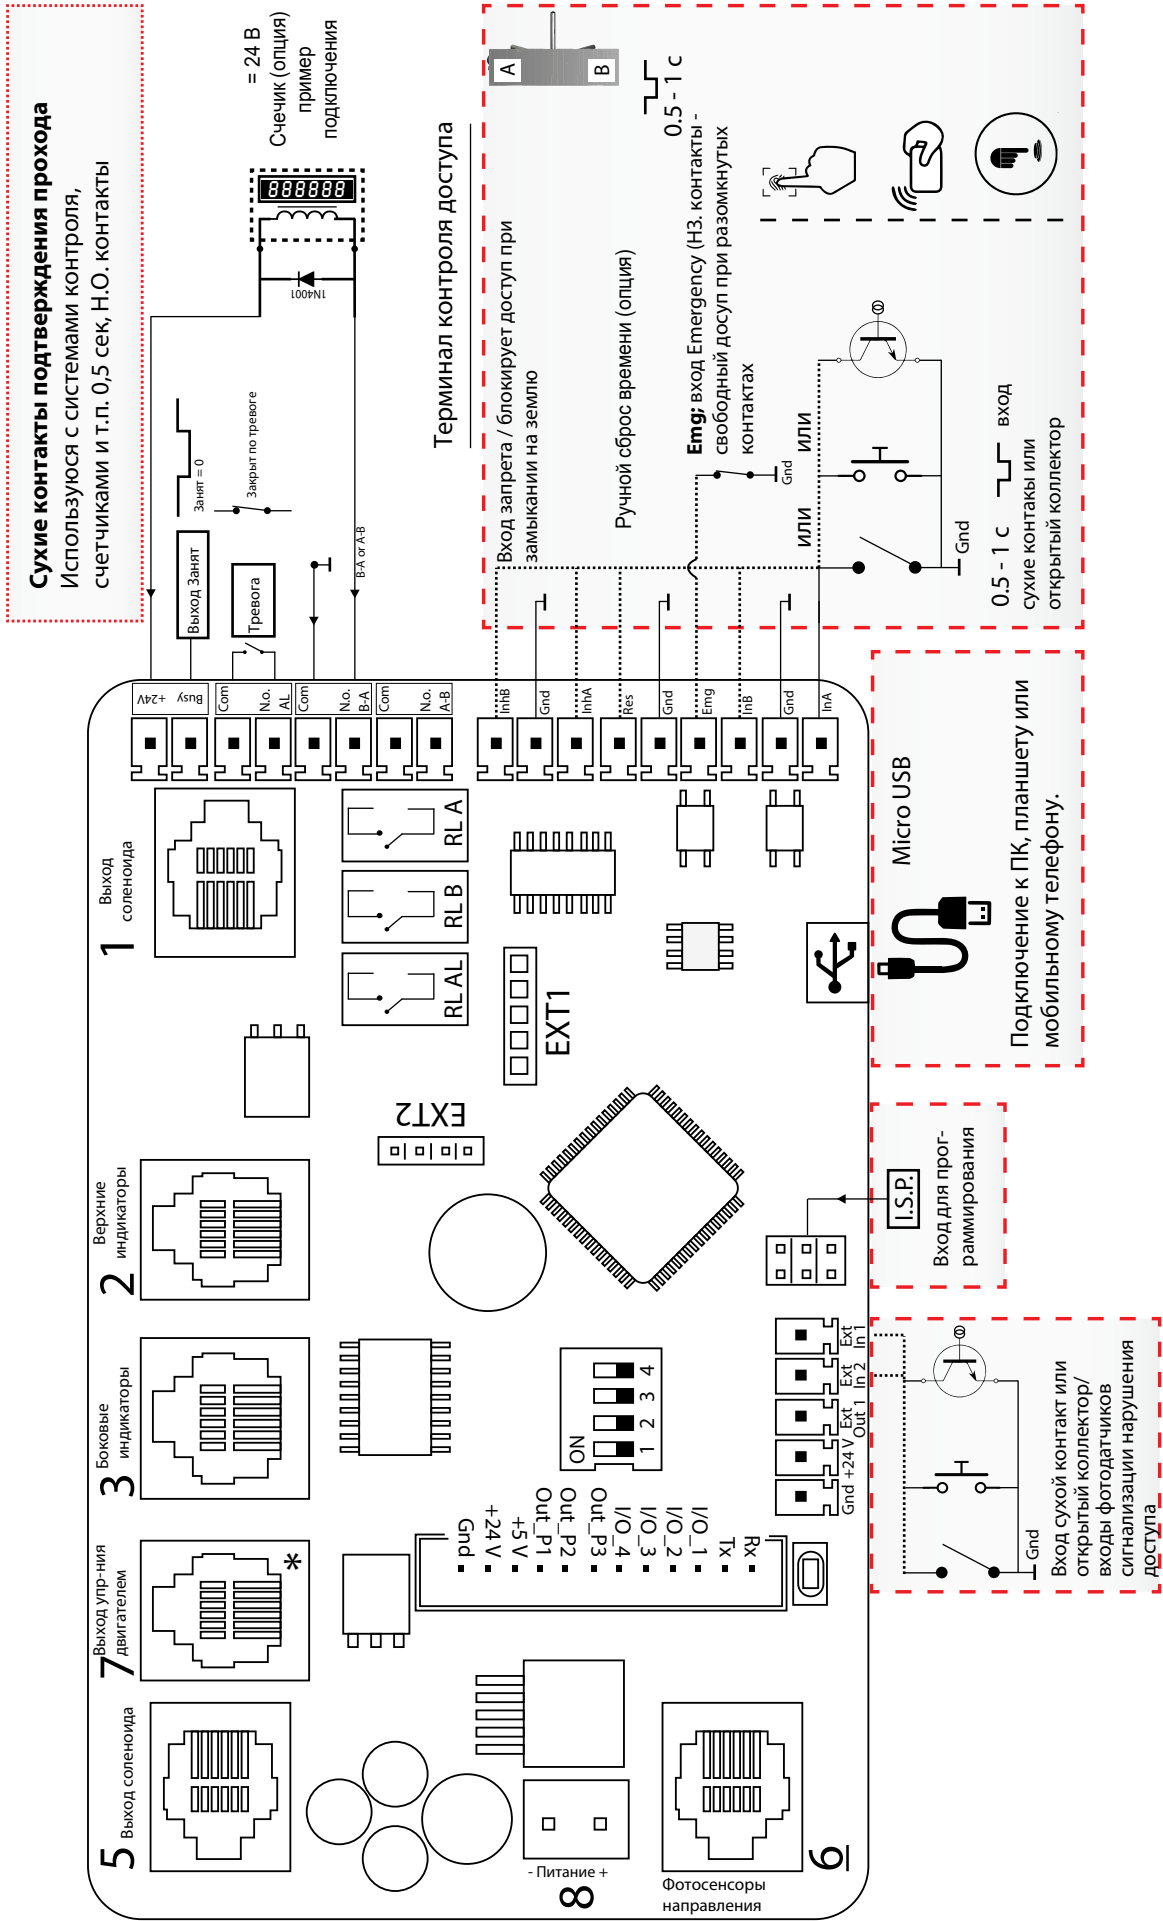 Сухие контакты подтверждения прохода
Используюся с системами контроля,
счетчиками и т.п. 0,5 сек, Н.О. контакты
= 24 В
Счечик (опция)
пример
подключения
888888
1N4001
Занят = 0
Выход Занят
Закрыт по тревоге
Тревога
B-A or A-B
Терминал контроля доступа
A
B
Вход запрета / блокирует доступ при
замыкании на землю
0.5 - 1 с
Ручной сброс времени (опция)
Emg; вход Emergency (НЗ. контакты -
свободный досуп при разомкнутых
контактах
Gnd
ИЛИ
ИЛИ
Gnd
0.5 - 1 с
вход
сухие контакы или
открытый коллектор
+24V
Busy
Com
N.o.
AL
Com
N.o.
B-A
Com
N.o.
A-B
InhB
Gnd
InhA
Res
Gnd
Emg
InB
Gnd
InA
1
Выход
соленоида
RL A
RL B
RL AL
EXT1
EXT2
Micro USB
Подключение к ПК, планшету или
мобильному телефону.
2
Верхние
индикаторы
I.S.P.
Вход для прог-
раммирования
3
Боковые
индикаторы
ON
1 2 3 4
Ext
In 1
Ext
In 2
Ext
Out 1
+24 V
Gnd
Gnd
Вход сухой контакт или
открытый коллектор/
входы фотодатчиков
сигнализации нарушения
доступа
7
Выход упр-ния
двигателем
*
Gnd
+24 V
+5 V
Out_P1
Out_P2
Out_P3
I/O_4
I/O_3
I/O_2
I/O_1
Tx
Rx
5
Выход соленоида
- Питание +
8
6
Фотосенсоры
направления